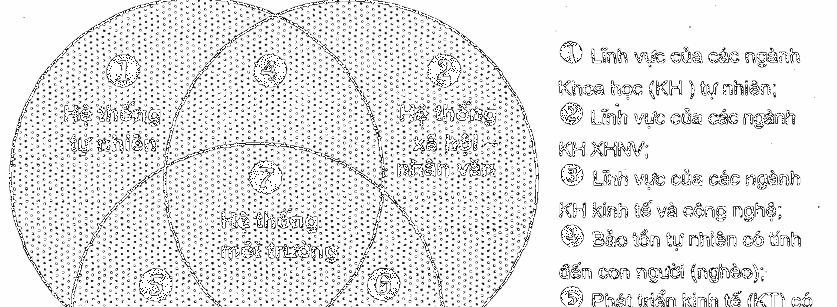 1
4
2
Hệ thống
tự nhiên
Hệ thống
xã hội -
nhân văn
7
Hệ thống
môi trường
5
6
① Lĩnh vực của các ngành
Khoa học (KH ) tự nhiên;
② Lĩnh vực của các ngành
KH XHNV;
③ Lĩnh vực của các ngành
KH kinh tế và công nghệ;
④ Bảo tồn tự nhiên có tính
đến con người (nghèo);
⑤ Phát triển kinh tế (KT) có